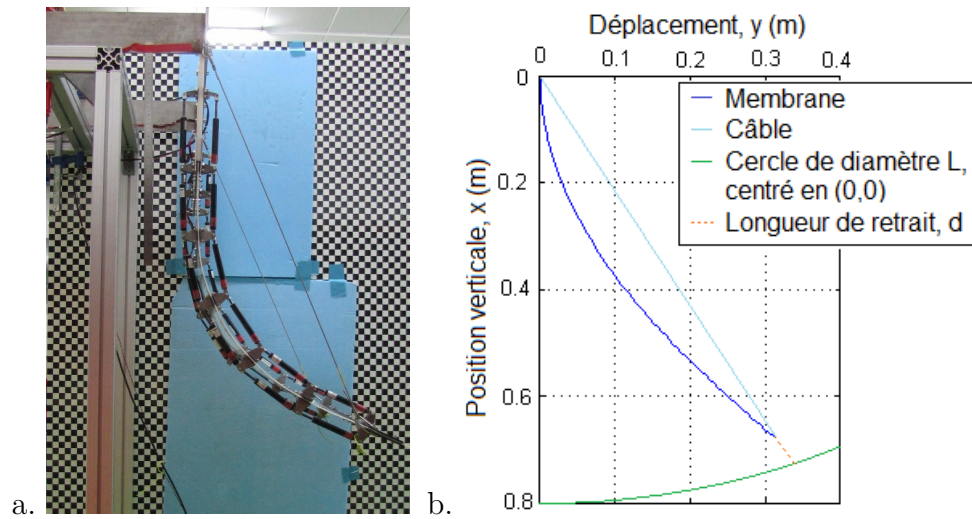 a.
b.
Déplacement, y (m)
0 0.1 0.2 0.3 0.4
Position verticale, x (m)
0
0.2
0.4
0.6
0.8
Membrane
Câble
Cercle de diamètre L,
centré en (0,0)
Longueur de retrait, d